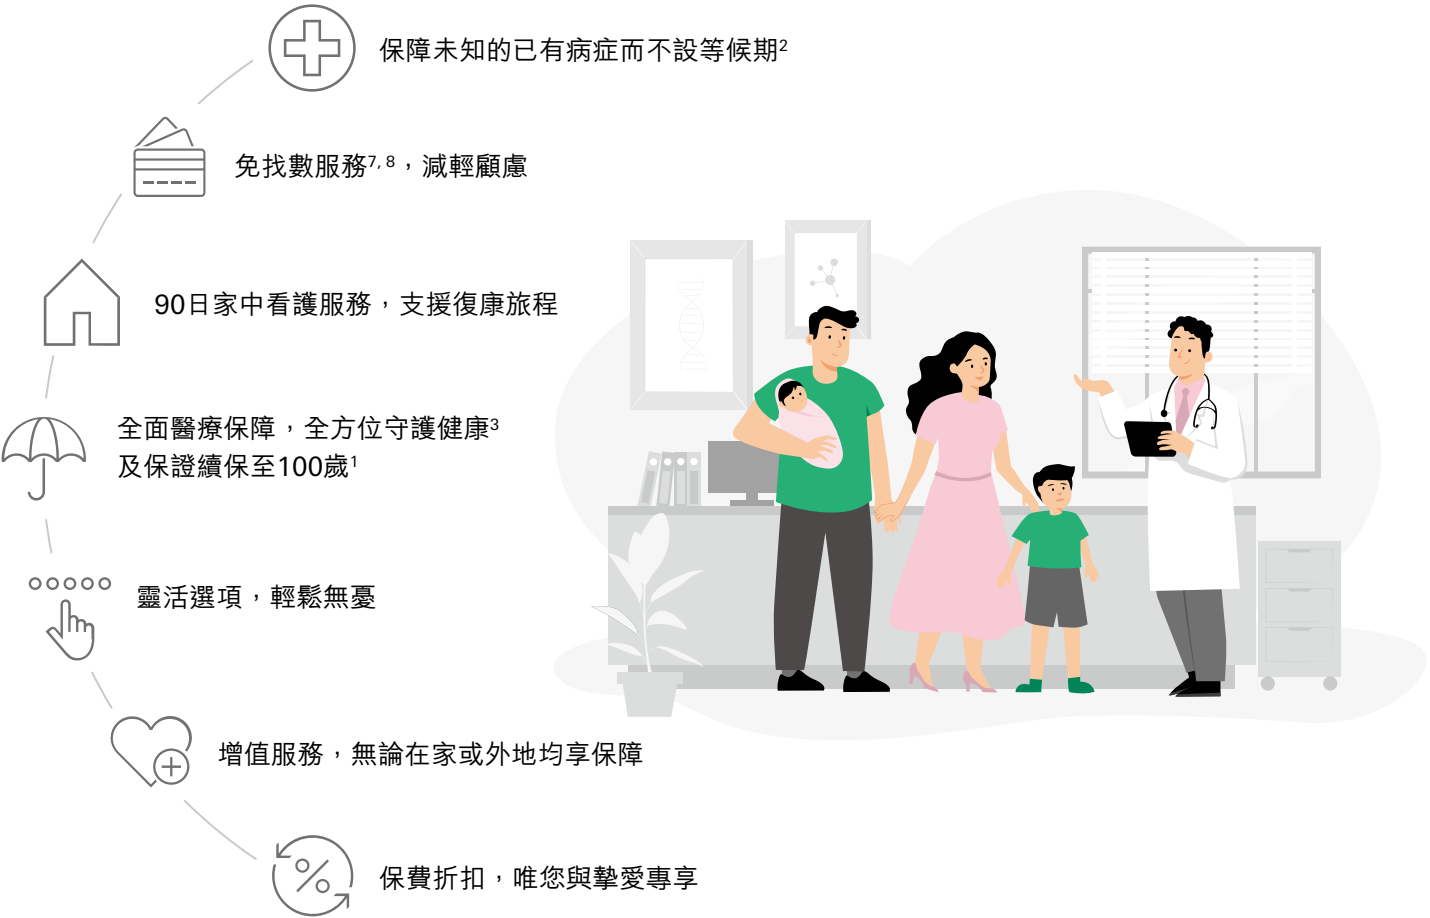 保障未知的已有病症而不設等候期2
免找數服務7, 8，減輕顧慮
90日家中看護服務，支援復康旅程
全面醫療保障，全方位守護健康3
及保證續保至100歲1
靈活選項，輕鬆無憂
增值服務，無論在家或外地均享保障
保費折扣，唯您與摯愛專享